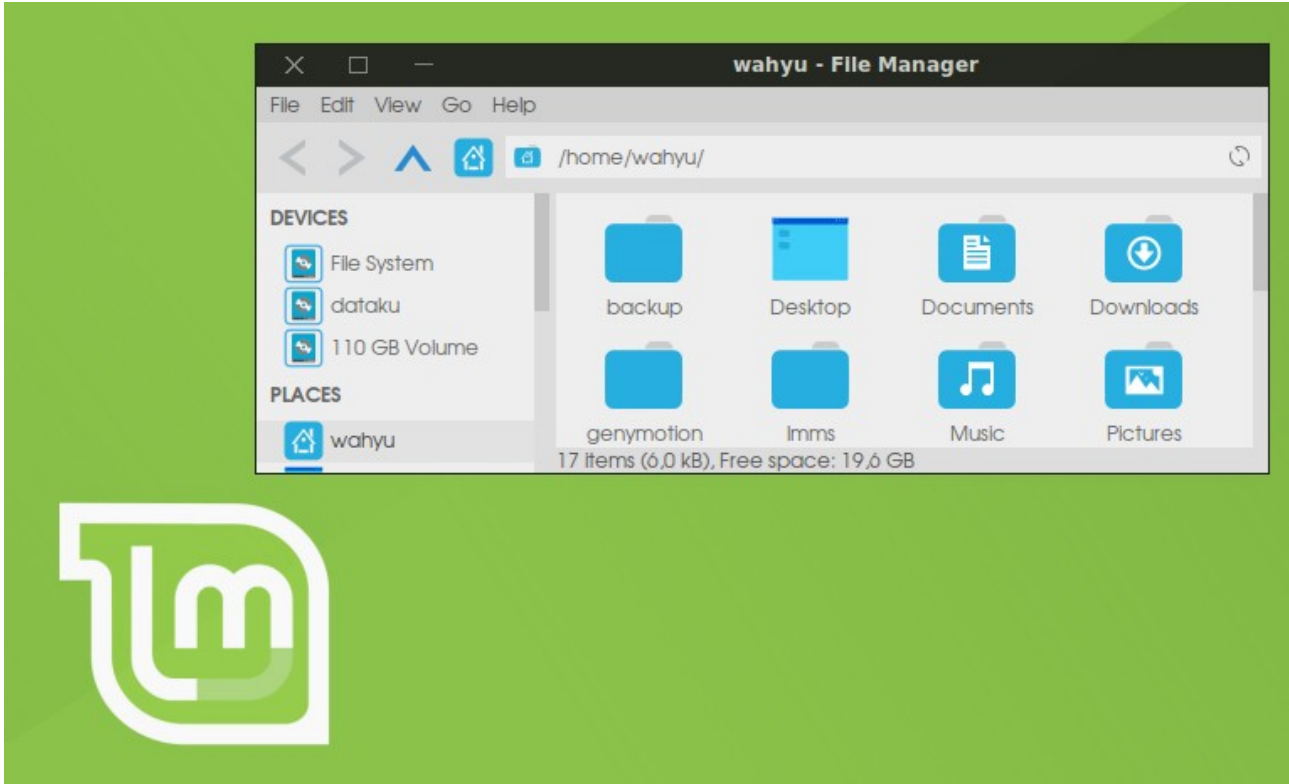 wahyu - File Manager
File Edit View Go Help
/home/wahyu/
DEVICES
File System
dataku
110 GB Volume
PLACES
wahyu
backup Desktop Documents Downloads
genymotion lmms Music Pictures
17 items (6,0 kB), Free space: 19,6 GB
lm